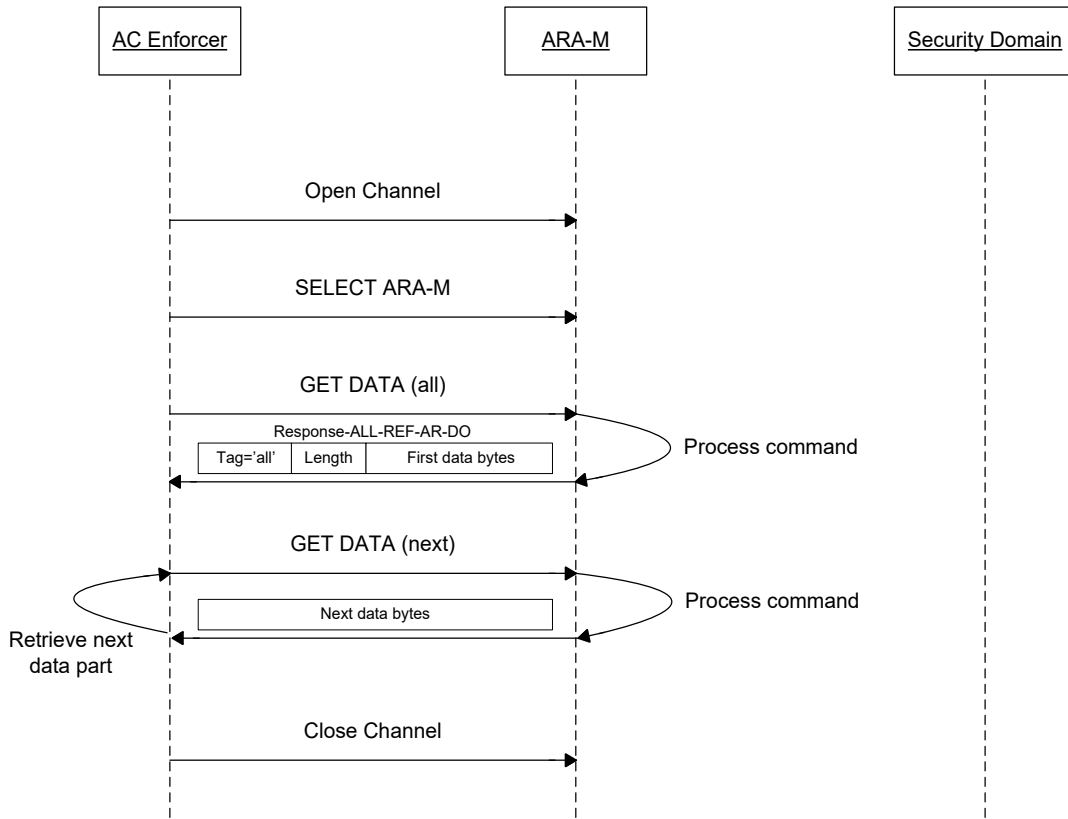 AC Enforcer
ARA-M
Security Domain
Open Channel
SELECT ARA-M
GET DATA (all)
Response-ALL-REF-AR-DO
Tag=’all’
Length
First data bytes
Process command
GET DATA (next)
Next data bytes
Process command
Retrieve next
data part
Close Channel